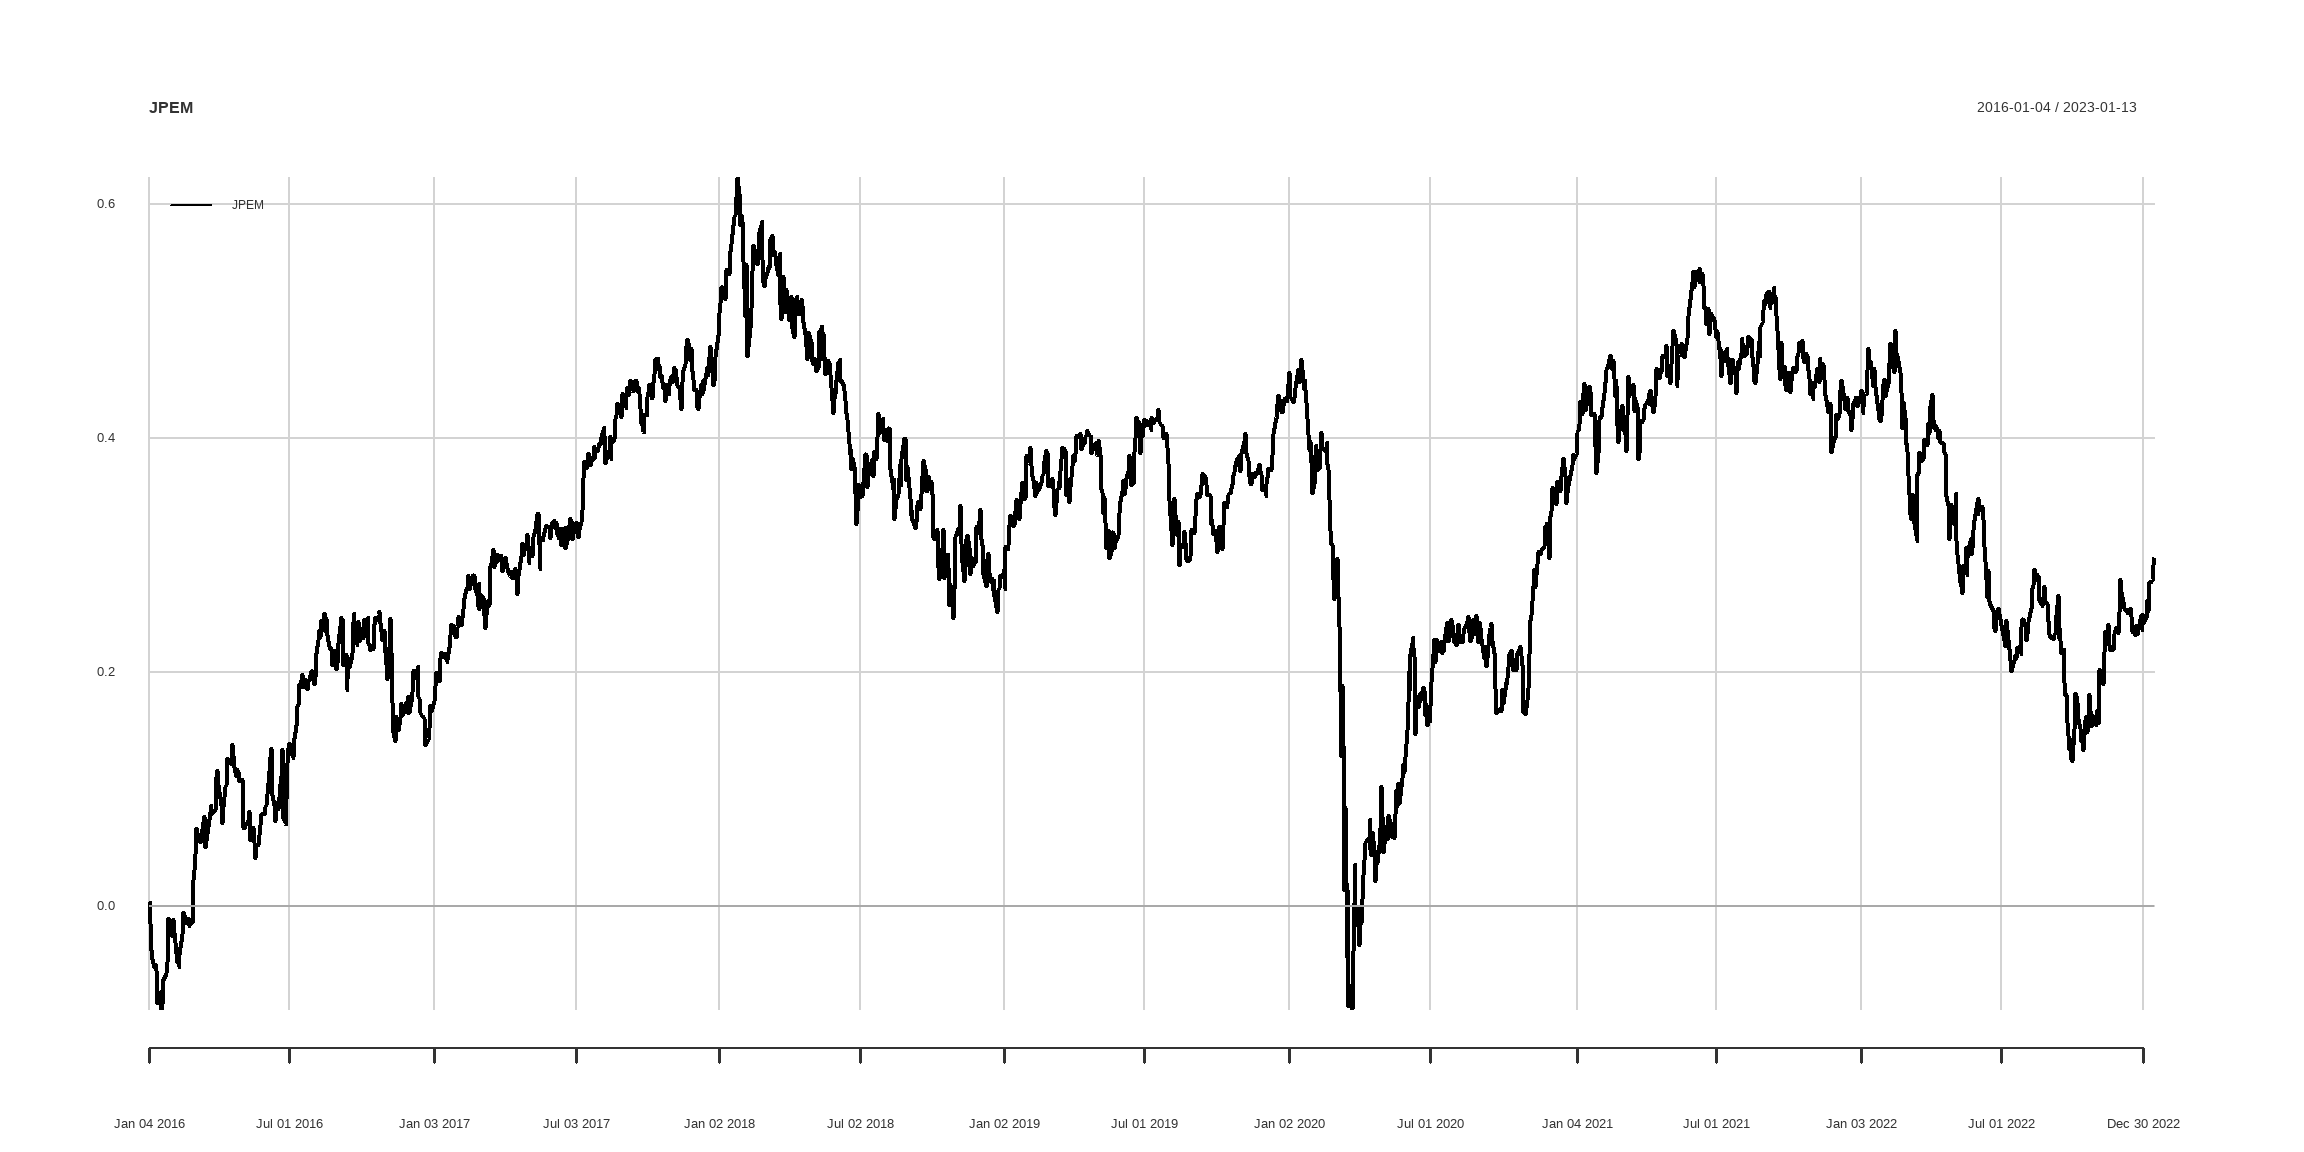 JPEM
2016-01-04 / 2023-01-13
JPEM
0.6
0.4
0.2
0.0
Jan 04 2016
Jul 01 2016
Jan 03 2017
Jul 03 2017
Jan 02 2018
Jul 02 2018
Jan 02 2019
Jul 01 2019
Jan 02 2020
Jul 01 2020
Jan 04 2021
Jul 01 2021
Jan 03 2022
Jul 01 2022
Dec 30 2022